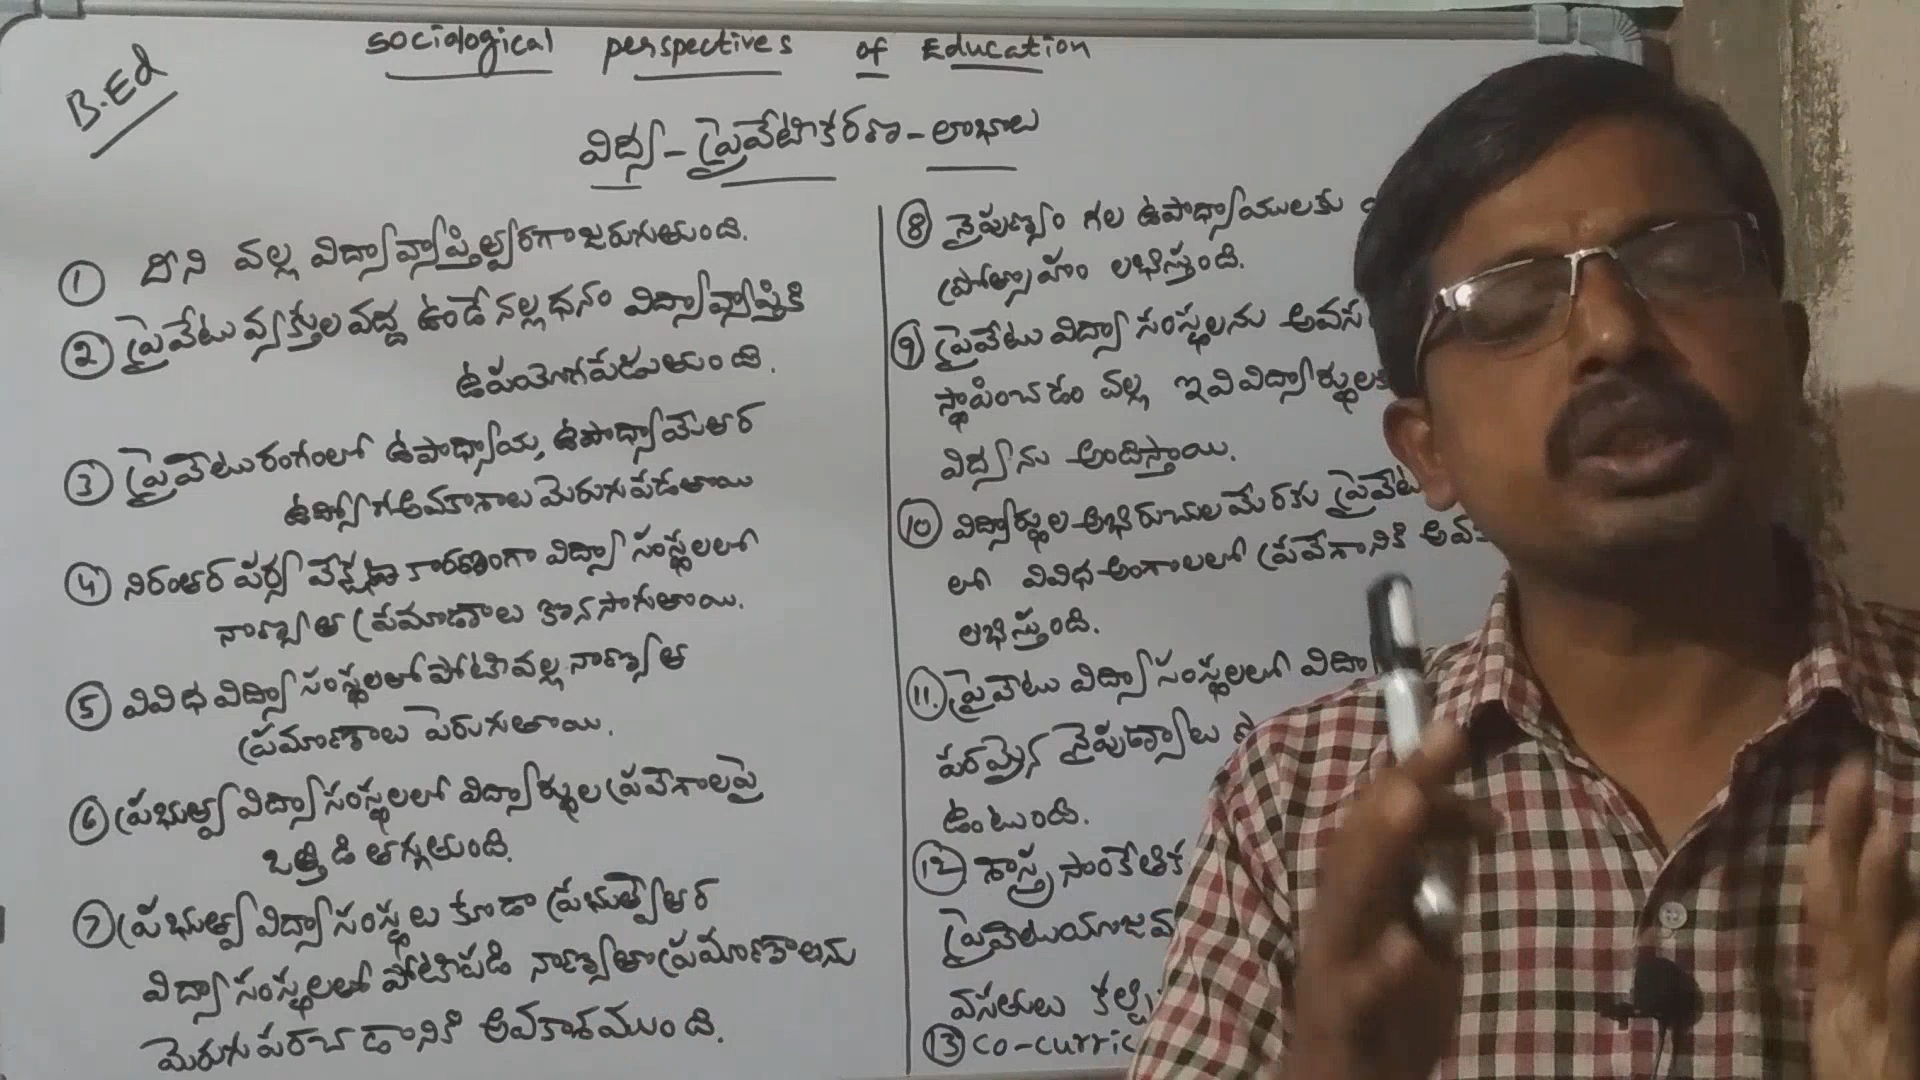 B.Ed
sociological perspectives of Education
విద్య - ప్రైవేటీకరణ - లాభాలు
① దీని వల్ల విద్యావ్యాప్తి త్వరగా జరుగుతుంది.
② ప్రైవేటు వ్యక్తుల వద్ద ఉండే నల్లధనం విద్యావ్యాప్తికి
ఉపయోగపడుతుంది.
③ ప్రైవేటు రంగంలో ఉపాధ్యాయ, ఉపాధ్యాయేతర
ఉద్యోగ అవకాశాలు మెరుగుపడతాయి
④ నిరంతర పర్యవేక్షణ కారణంగా విద్యా సంస్థలలో
నాణ్యత ప్రమాణాలు కొనసాగుతాయి.
⑤ వివిధ విద్యా సంస్థలలో పోటీ వల్ల నాణ్యత
ప్రమాణాలు పెరుగుతాయి.
⑥ ప్రభుత్వ విద్యాసంస్థలలో విద్యార్థుల ప్రవేశాలపై
ఒత్తిడి తగ్గుతుంది.
⑦ ప్రభుత్వ విద్యాసంస్థలు కూడా ప్రభుత్వేతర
విద్యాసంస్థలతో పోటీపడి నాణ్యతా ప్రమాణాలను
మెరుగుపరచడానికి అవకాశముంది.
⑧ నైపుణ్యం గల ఉపాధ్యాయులకు
ప్రోత్సాహం లభిస్తుంది.
⑨ ప్రైవేటు విద్యా సంస్థలను అవస
స్థాపించడం వల్ల ఇవి విద్యార్థులక
విద్యను అందిస్తాయి.
⑩ విద్యార్థుల అభిరుచుల మేరకు ప్రైవేటు
లో వివిధ అంశాలలో ప్రవేశానికి అవక
లభిస్తుంది.
⑪ ప్రైవేటు విద్యా సంస్థలలో విద్యా
పరమైన నైపుణ్యాలు
ఉంటుంది.
⑫ శాస్త్ర సాంకేతిక
ప్రైవేటు యాజమ
వసతులు కల్పి
⑬ co-curric